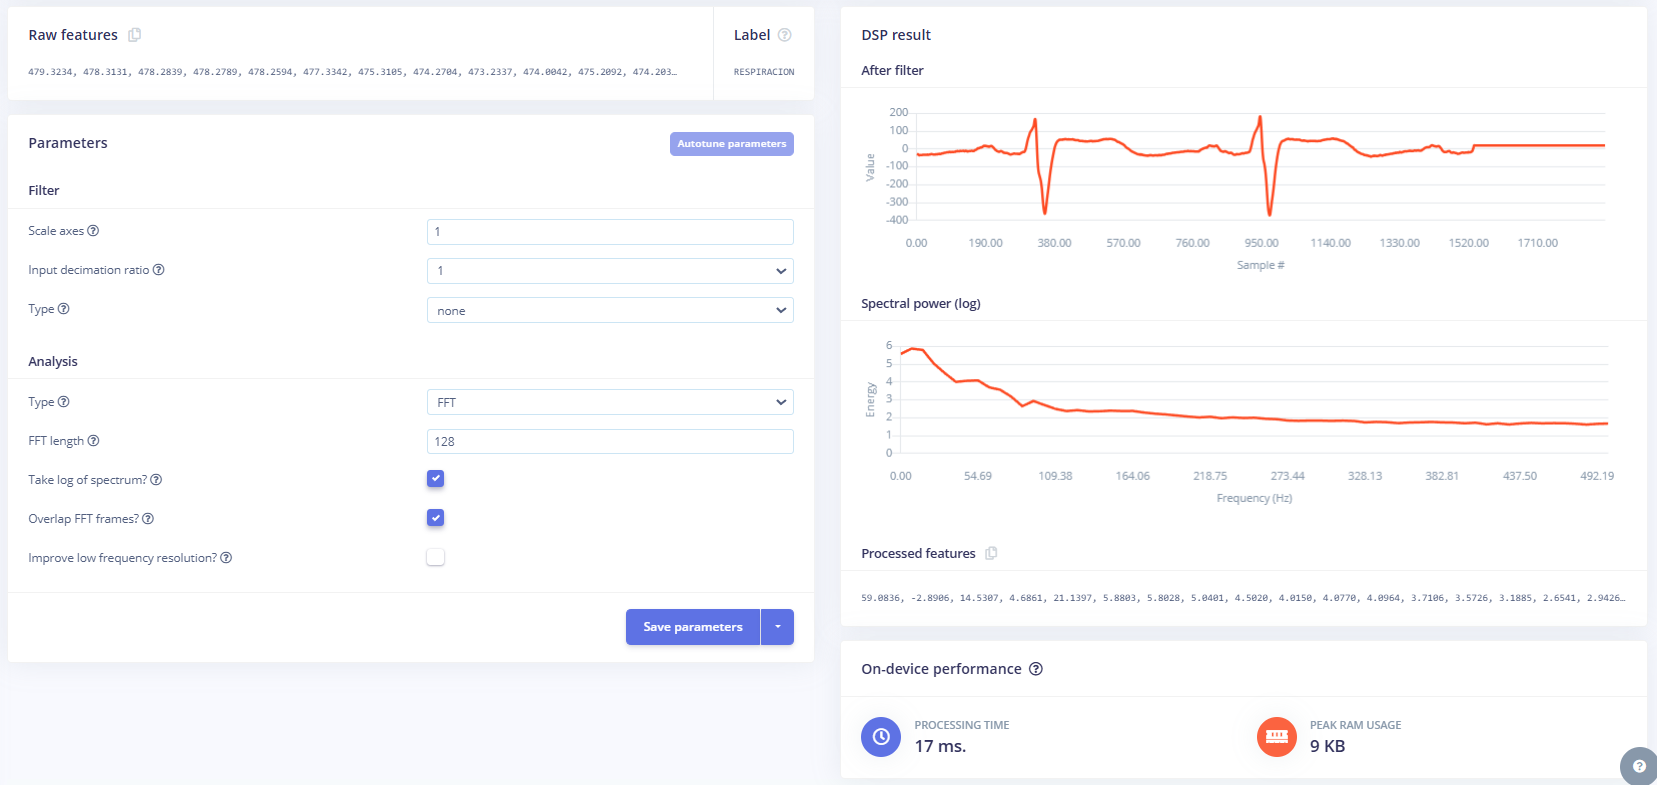 Raw features
Label
479.3234, 478.3131, 478.2839, 478.2789, 478.2594, 477.3342, 475.3105, 474.2704, 473.2337, 474.0042, 475.2092, 474.203…
RESPIRACION
Parameters
Autotune parameters
Filter
Scale axes
1
Input decimation ratio
1
Type
none
Analysis
Type
FFT
FFT length
128
Take log of spectrum?
Overlap FFT frames?
Improve low frequency resolution?
Save parameters
DSP result
After filter
200
100
0
-100
-200
-300
-400
Value
0.00 190.00 380.00 570.00 760.00 950.00 1140.00 1330.00 1520.00 1710.00
Sample #
Spectral power (log)
6
5
4
3
2
1
0
Energy
0.00 54.69 109.38 164.06 218.75 273.44 328.13 382.81 437.50 492.19
Frequency (Hz)
Processed features
59.0836, -2.8906, 14.5307, 4.6861, 21.1397, 5.8803, 5.8028, 5.0401, 4.5020, 4.0150, 4.0770, 4.0964, 3.7106, 3.5726, 3.1885, 2.6541, 2.9426…
On-device performance
PROCESSING TIME
17 ms.
PEAK RAM USAGE
9 KB